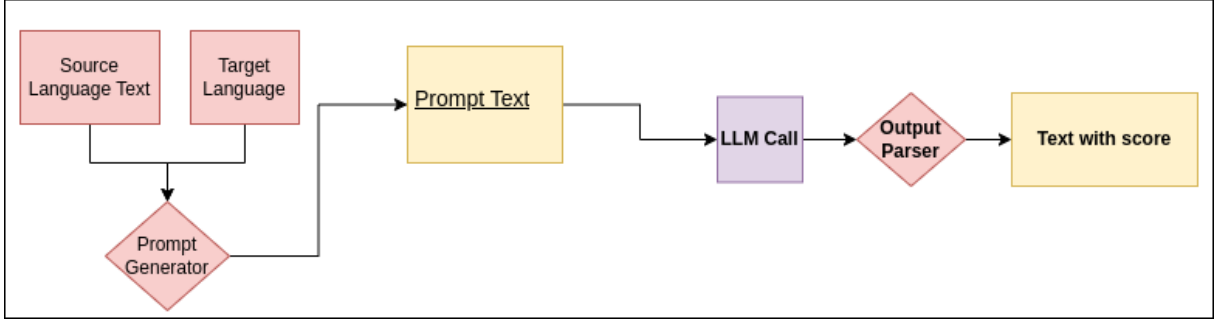 Source
Language Text
Target
Language
Prompt Text
LLM Call
Output
Parser
Text with score
Prompt
Generator